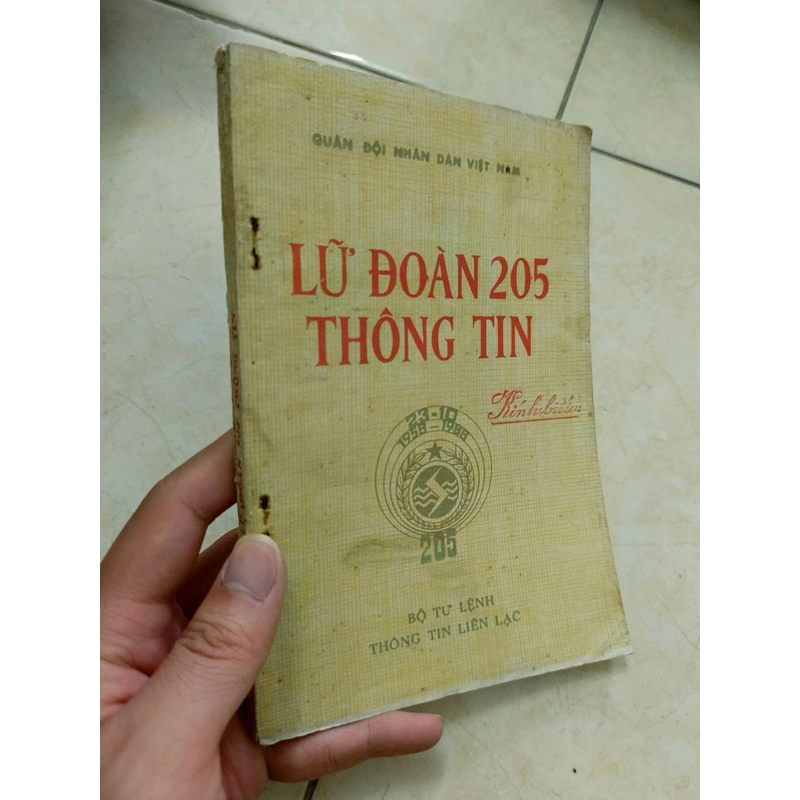 QUÂN ĐỘI NHÂN DÂN VIỆT NAM
LỮ ĐOÀN 205
THÔNG TIN
Kính biếu
23-10
1958-1988
205
BỘ TƯ LỆNH
THÔNG TIN LIÊN LẠC